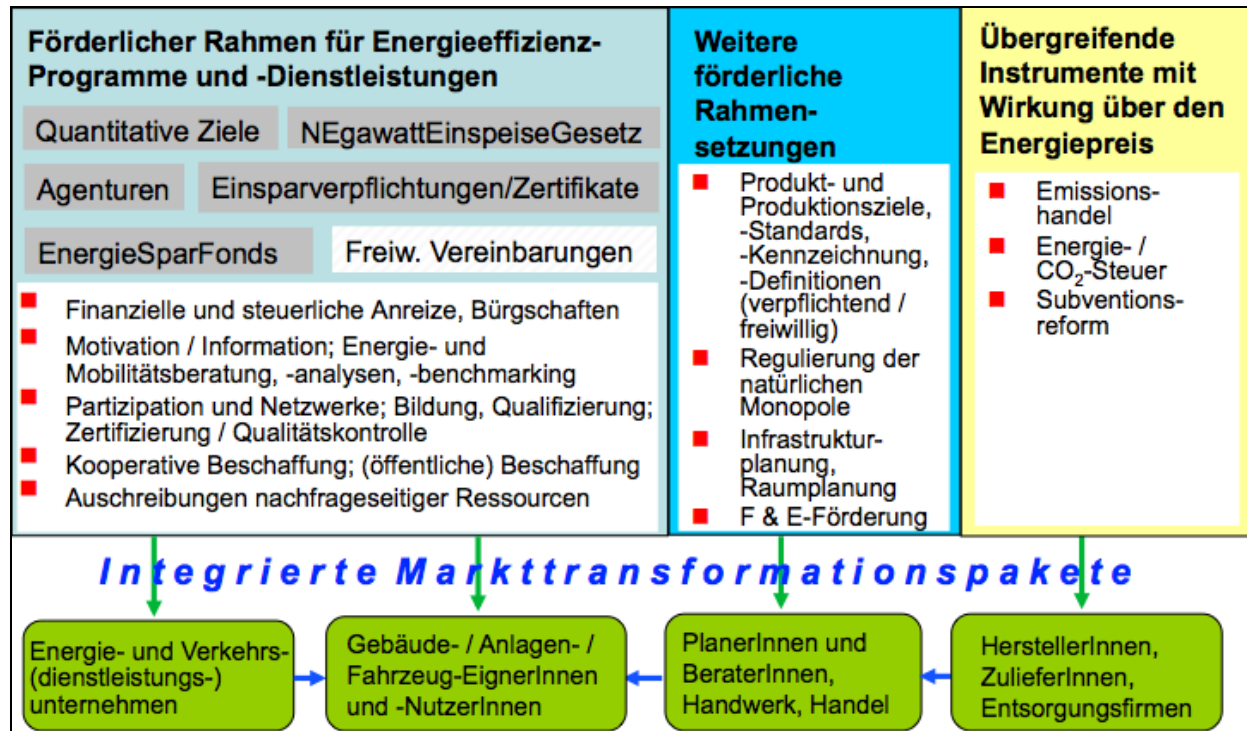 Förderlicher Rahmen für Energieeffizienz-
Programme und -Dienstleistungen
Quantitative Ziele
NEgawattEinspeiseGesetz
Agenturen
Einsparverpflichtungen/Zertifikate
EnergieSparFonds
Freiw. Vereinbarungen
Finanzielle und steuerliche Anreize, Bürgschaften
Motivation / Information; Energie- und
Mobilitätsberatung, -analysen, -benchmarking
Partizipation und Netzwerke; Bildung, Qualifizierung;
Zertifizierung / Qualitätskontrolle
Kooperative Beschaffung; (öffentliche) Beschaffung
Auschreibungen nachfrageseitiger Ressourcen
Weitere
förderliche
Rahmen-
setzungen
Produkt- und
Produktionsziele,
-Standards,
-Kennzeichnung,
-Definitionen
(verpflichtend /
freiwillig)
Regulierung der
natürlichen
Monopole
Infrastruktur-
planung,
Raumplanung
F & E-Förderung
Übergreifende
Instrumente mit
Wirkung über den
Energiepreis
Emissions-
handel
Energie- /
CO₂-Steuer
Subventions-
reform
Integrierte Markttransformationspakete
Energie- und Verkehrs-
(dienstleistungs-)
unternehmen
Gebäude- / Anlagen- /
Fahrzeug-EignerInnen
und -NutzerInnen
PlanerInnen und
BeraterInnen,
Handwerk, Handel
HerstellerInnen,
ZulieferInnen,
Entsorgungsfirmen